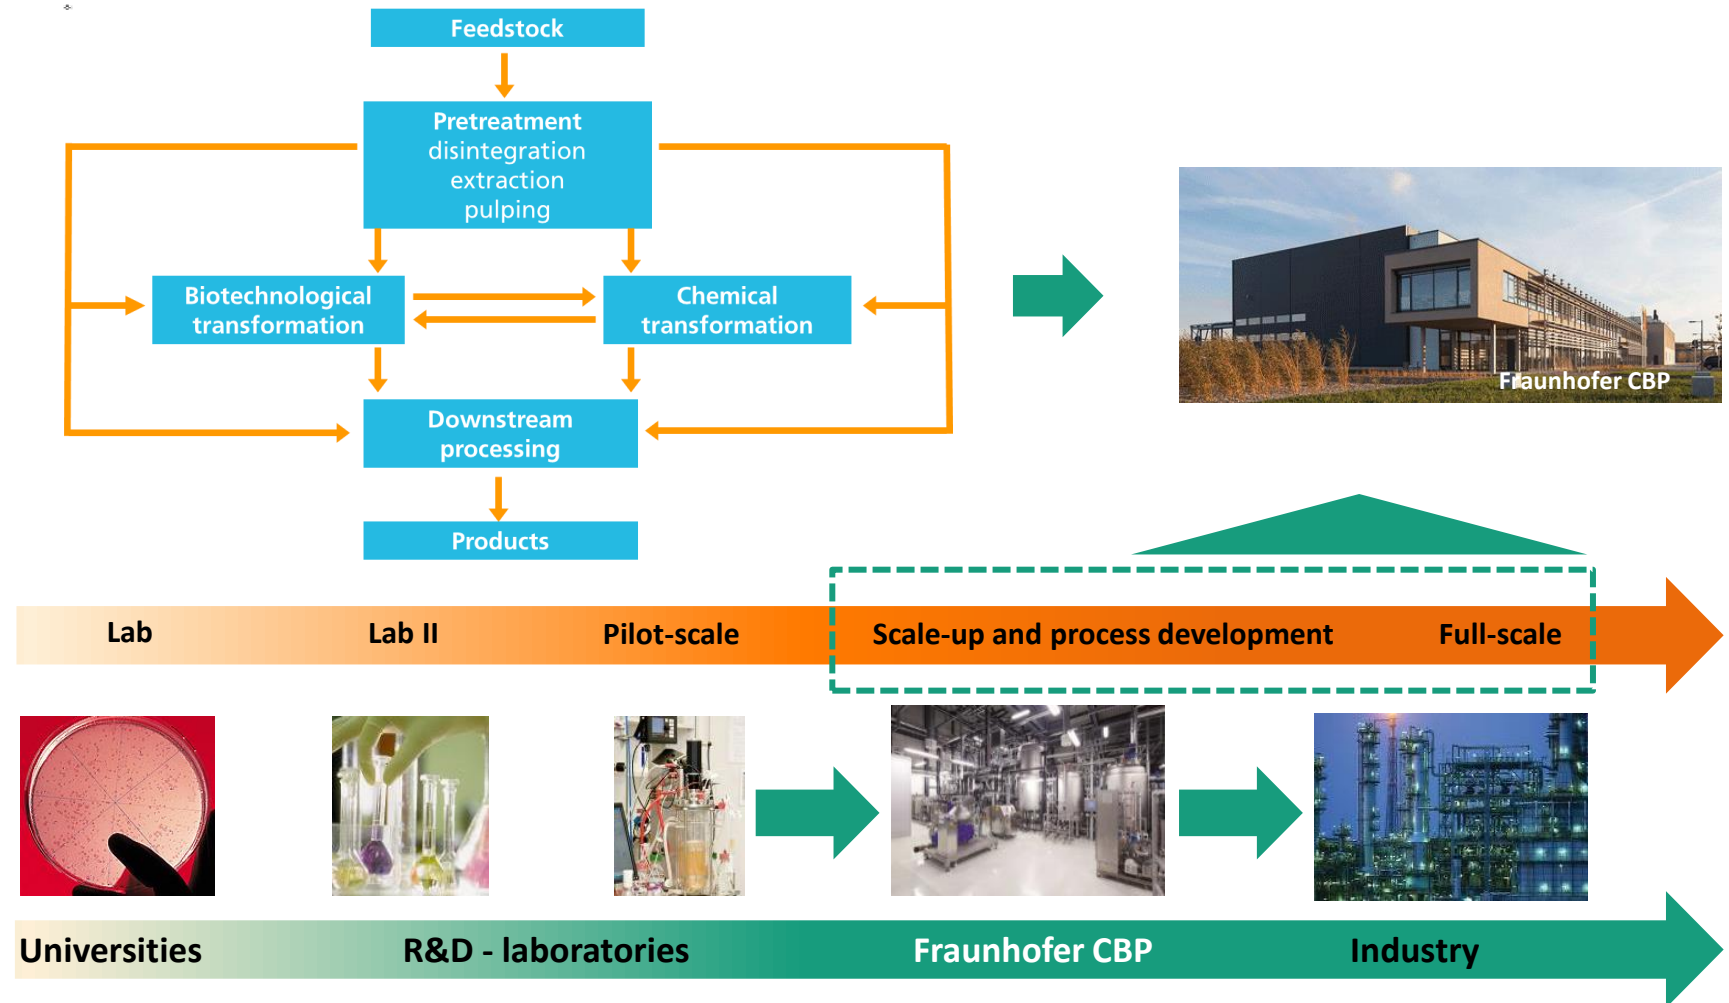 Feedstock
Pretreatment
disintegration
extraction
pulping
Biotechnological
transformation
Chemical
transformation
Downstream
processing
Products
Fraunhofer CBP
Lab
Lab II
Pilot-scale
Scale-up and process development
Full-scale
Universities
R&D - laboratories
Fraunhofer CBP
Industry